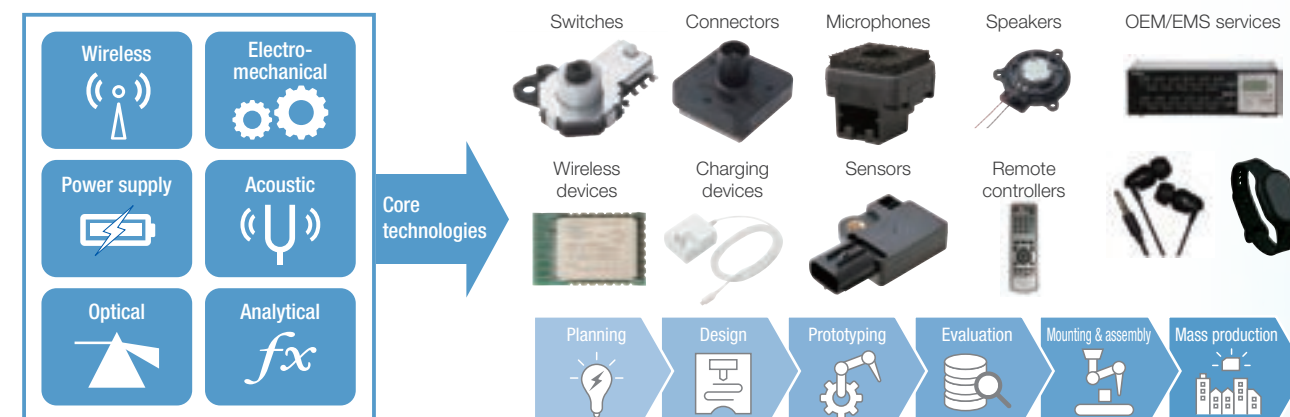 Wireless
Electro-
mechanical
Power supply
Acoustic
Optical
Analytical
fx
Core
technologies
Switches
Connectors
Microphones
Speakers
OEM/EMS services
Wireless
devices
Charging
devices
Sensors
Remote
controllers
Planning
Design
Prototyping
Evaluation
Mounting & assembly
Mass production